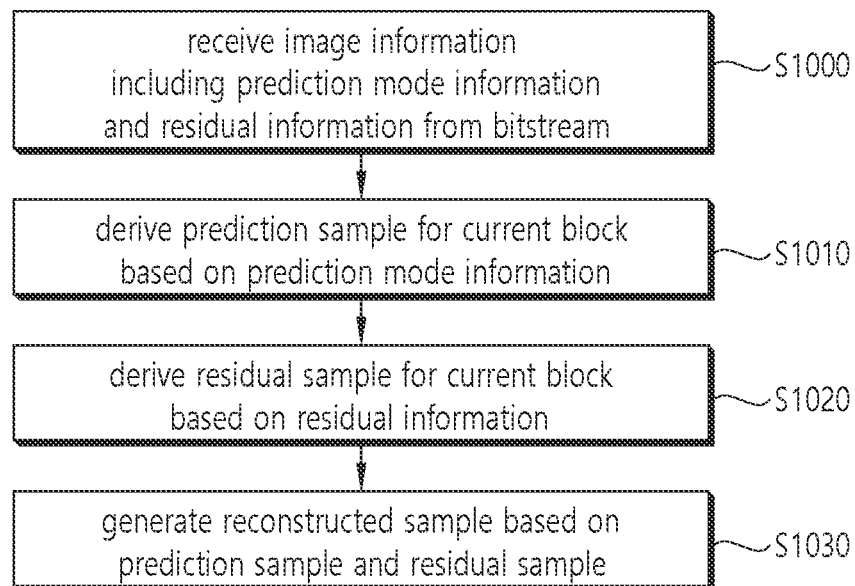 receive image information
including prediction mode information
and residual information from bitstream
S1000
derive prediction sample for current block
based on prediction mode information
S1010
derive residual sample for current block
based on residual information
S1020
generate reconstructed sample based on
prediction sample and residual sample
S1030